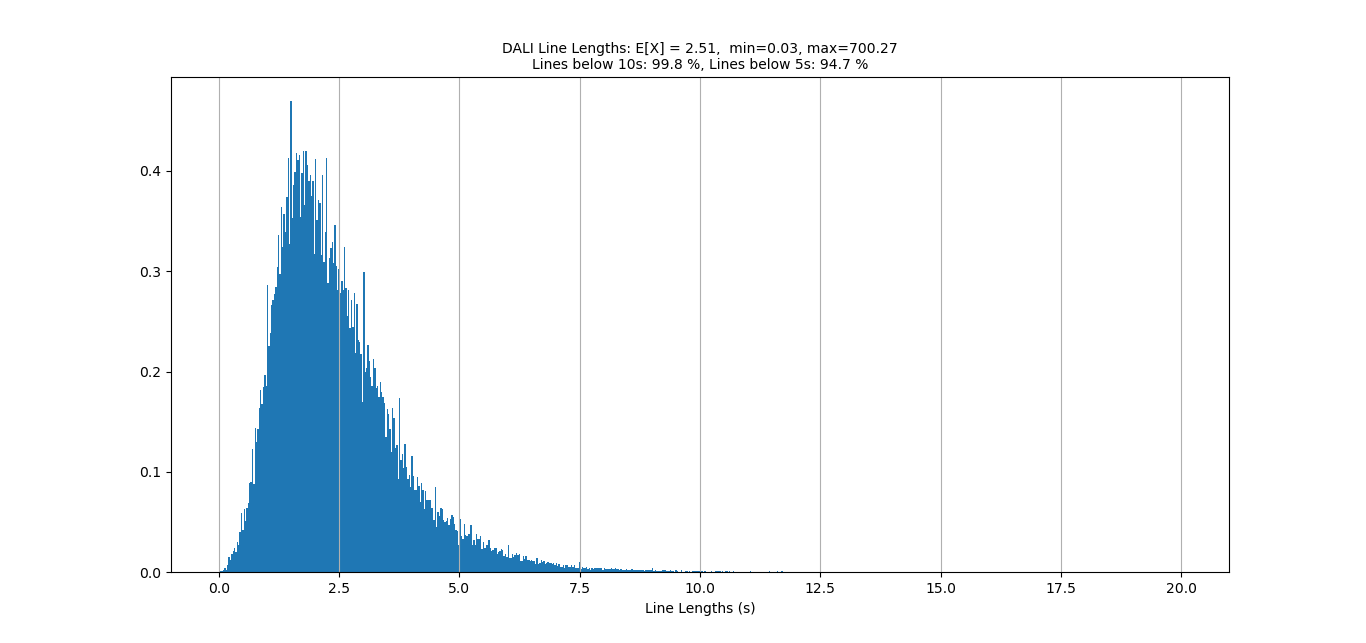 DALI Line Lengths: E[X] = 2.51,  min=0.03, max=700.27
Lines below 10s: 99.8 %, Lines below 5s: 94.7 %
0.4
0.3
0.2
0.1
0.0
0.0 2.5 5.0 7.5 10.0 12.5 15.0 17.5 20.0
Line Lengths (s)